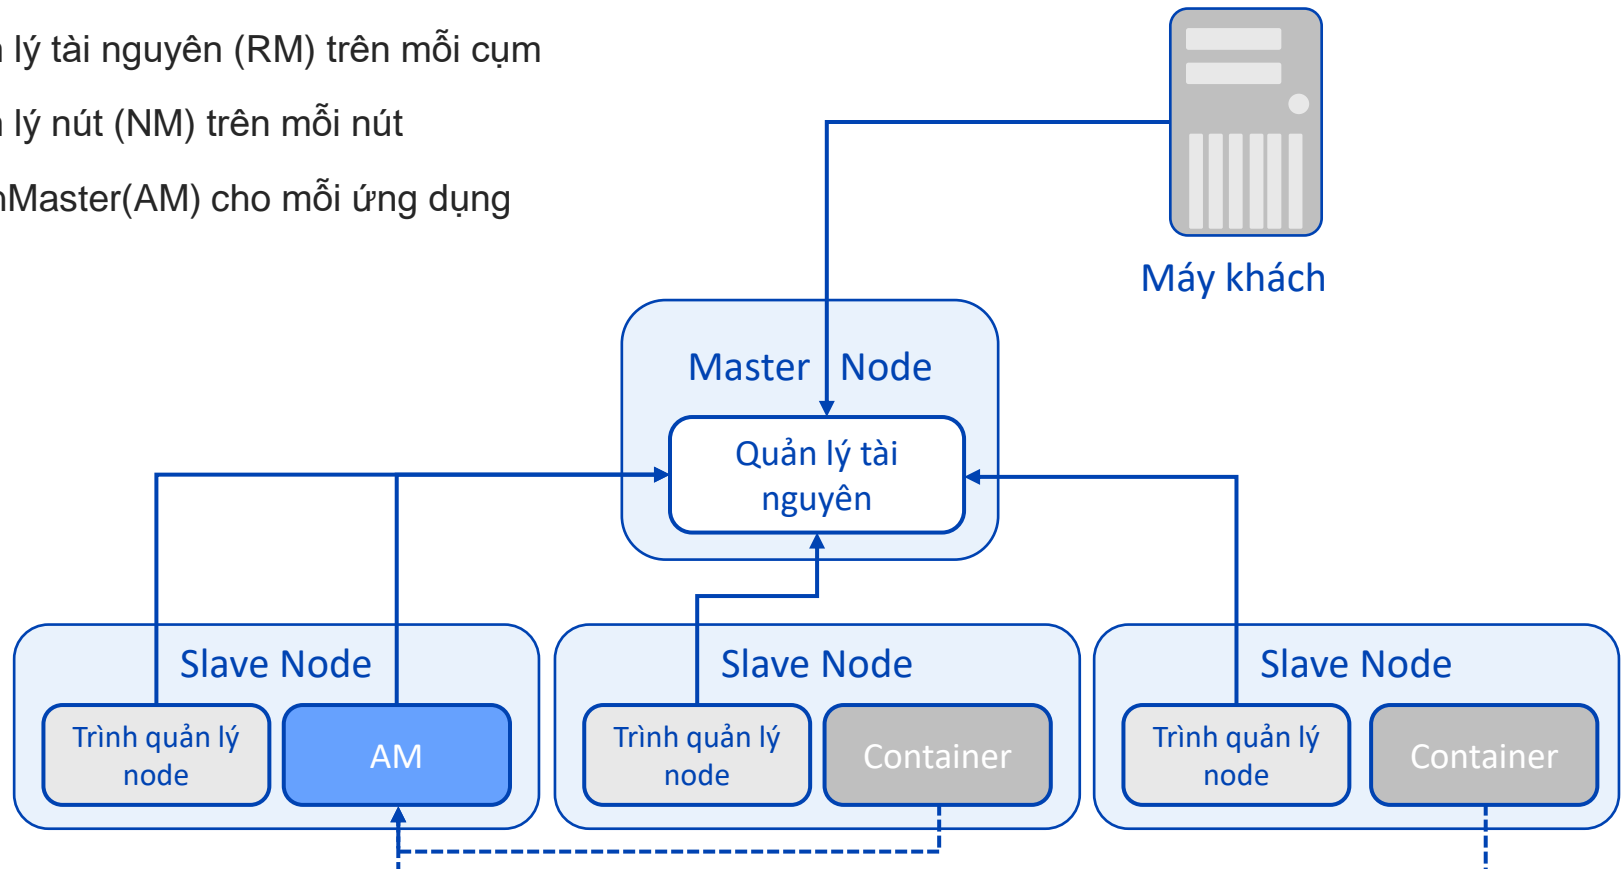 lý tài nguyên (RM) trên mỗi cụm
lý nút (NM) trên mỗi nút
Master(AM) cho mỗi ứng dụng
Máy khách
Master Node
Quản lý tài
nguyên
Slave Node
Slave Node
Slave Node
Trình quản lý
node
AM
Trình quản lý
node
Container
Trình quản lý
node
Container